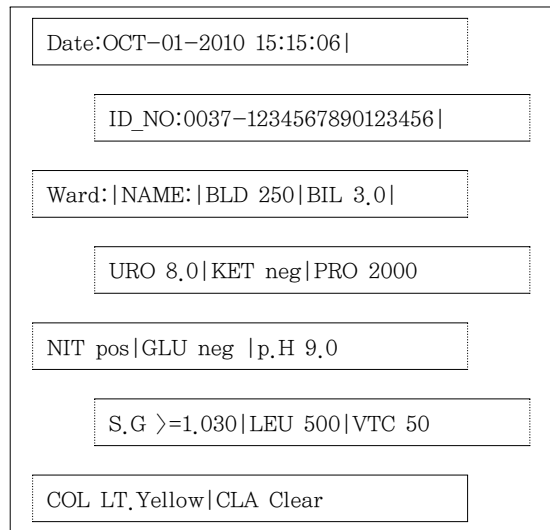 Date:OCT-01-2010 15:15:06|
ID_NO:0037-1234567890123456|
Ward:|NAME:|BLD 250|BIL 3.0|
URO 8.0|KET neg|PRO 2000
NIT pos|GLU neg |p.H 9.0
S.G >=1.030|LEU 500|VTC 50
COL LT.Yellow|CLA Clear